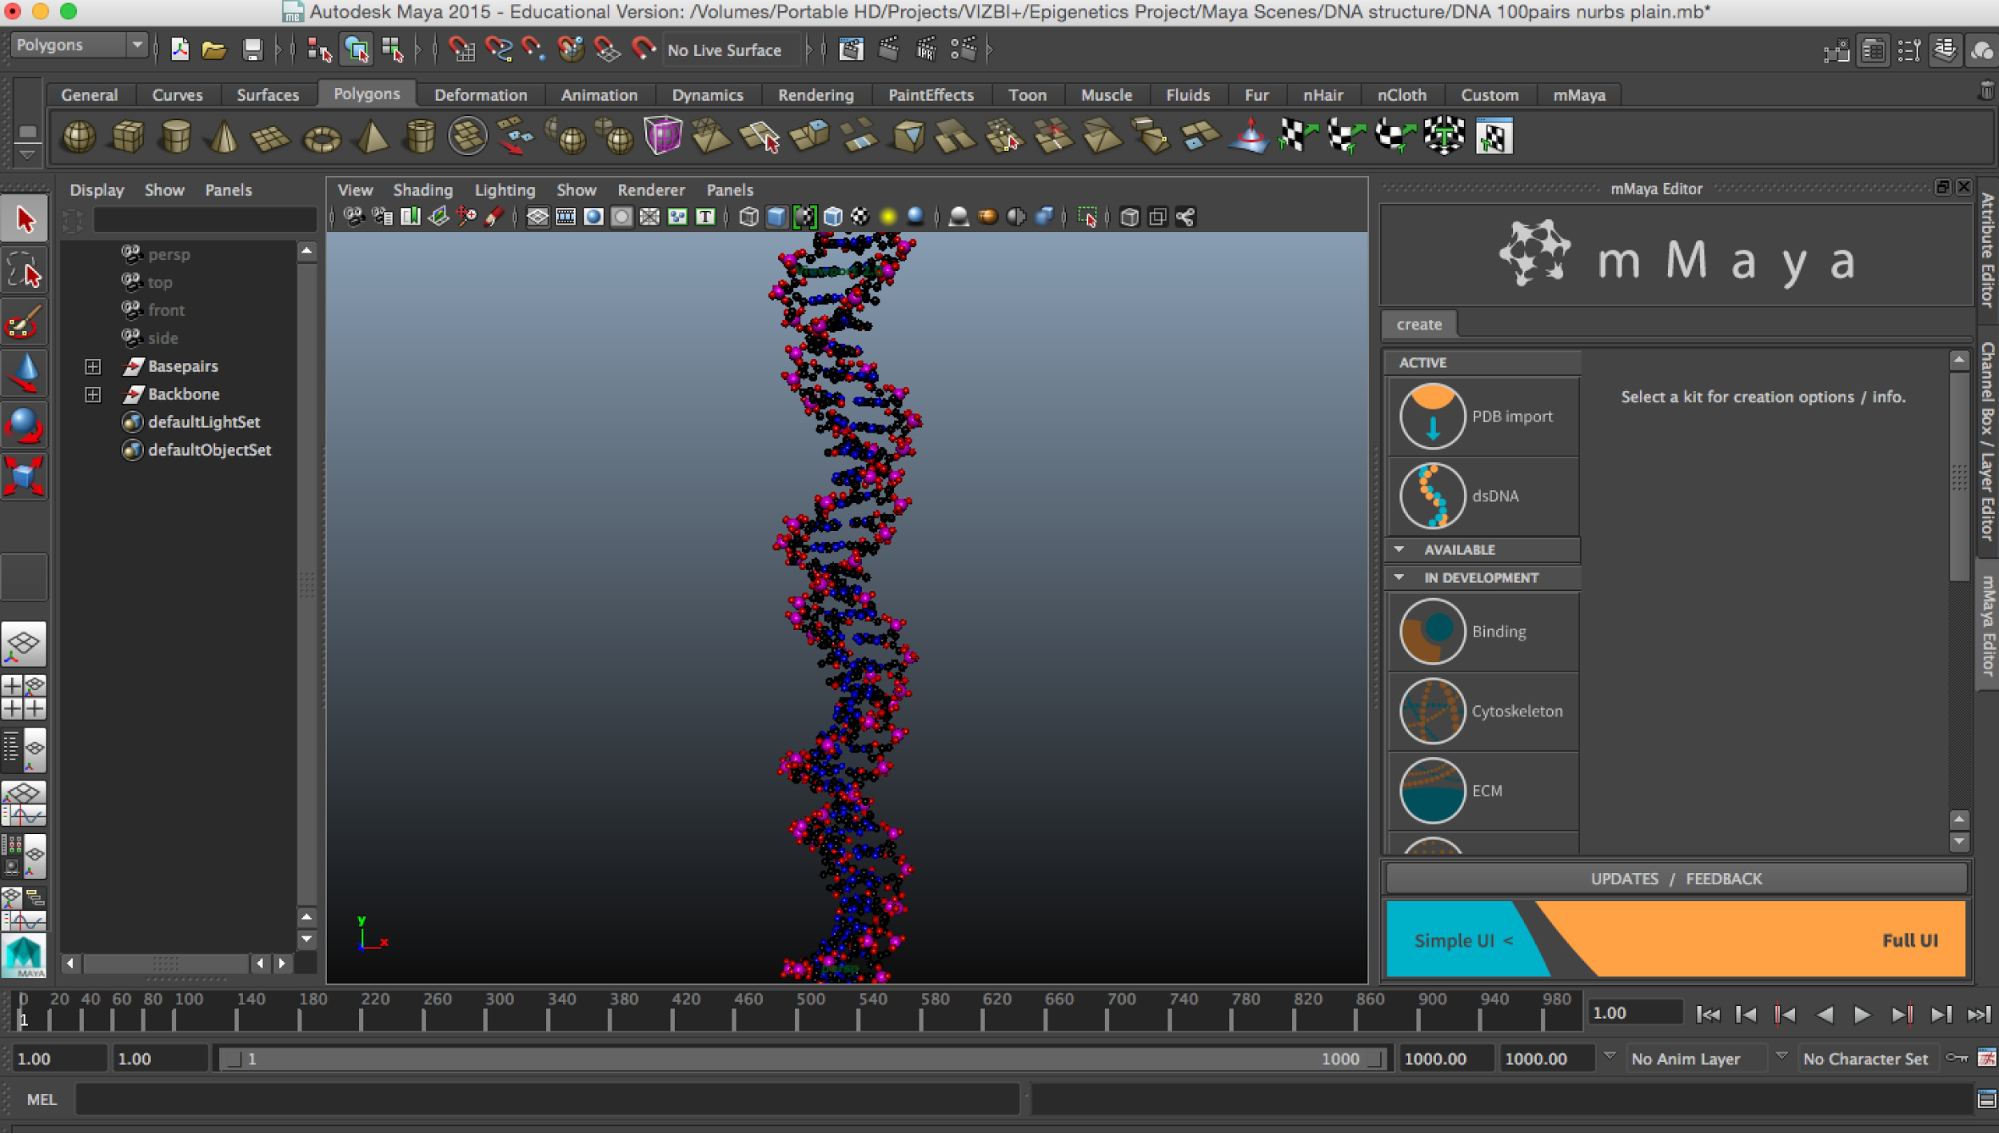 Autodesk Maya 2015 - Educational Version: /Volumes/Portable HD/Projects/VIZBI+/Epigenetics Project/Maya Scenes/DNA structure/DNA 100pairs nurbs plain.mb*
Polygons
No Live Surface
IPR
General Curves Surfaces Polygons Deformation Animation Dynamics Rendering PaintEffects Toon Muscle Fluids Fur nHair nCloth Custom mMaya
Display Show Panels
View Shading Lighting Show Renderer Panels
mMaya Editor
mMaya
create
persp
top
front
side
Basepairs
Backbone
defaultLightSet
defaultObjectSet
ACTIVE
PDB import
dsDNA
AVAILABLE
IN DEVELOPMENT
Binding
Cytoskeleton
ECM
Select a kit for creation options / info.
UPDATES / FEEDBACK
Simple UI <
Full UI
Attribute Editor
Channel Box / Layer Editor
mMaya Editor
y
x
persp
MAYA
0 20 40 60 80 100 140 180 220 260 300 340 380 420 460 500 540 580 620 660 700 740 780 820 860 900 940 980
1
1.00
1.00 1.00 1 1000 1000.00 1000.00 No Anim Layer No Character Set
MEL